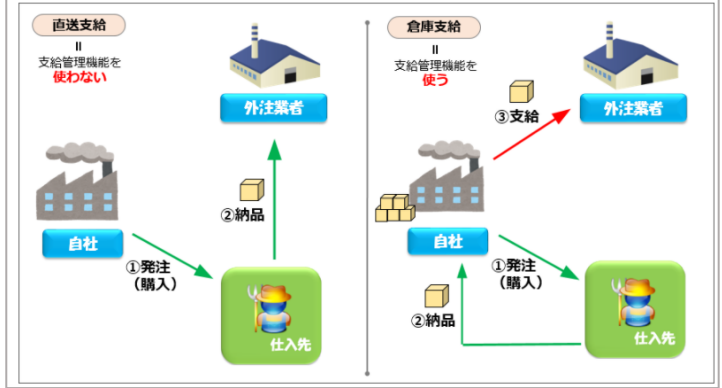 直送支給
=
支給管理機能を
使わない
外注業者
②納品
自社
①発注
(購入)
仕入先
倉庫支給
=
支給管理機能を
使う
外注業者
③支給
自社
①発注
(購入)
②納品
仕入先